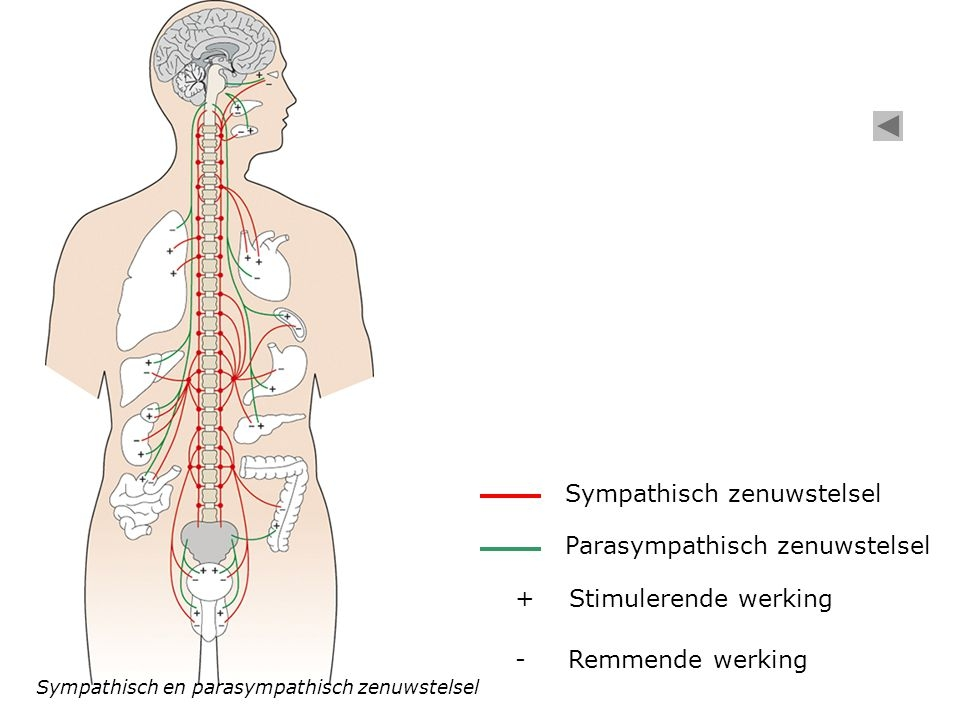 Sympathisch zenuwstelsel
Parasympathisch zenuwstelsel
+ Stimulerende werking
- Remmende werking
Sympathisch en parasympathisch zenuwstelsel